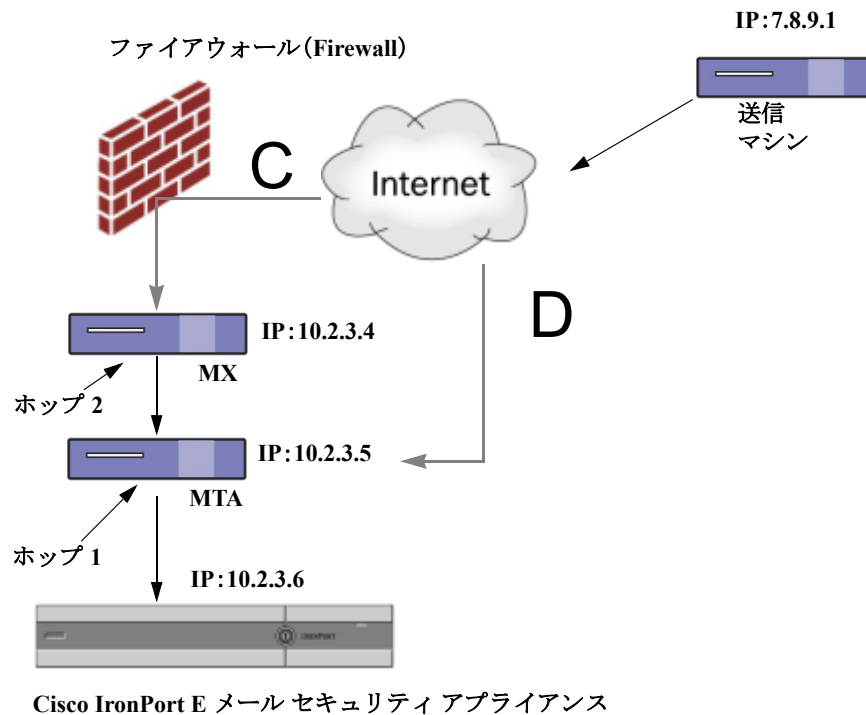 IP:7.8.9.1
ファイアウォール(Firewall)
送信
マシン
C
Internet
D
IP:10.2.3.4
MX
ホップ 2
IP:10.2.3.5
MTA
ホップ 1
IP:10.2.3.6
IRONPORT
Cisco IronPort E メール セキュリティ アプライアンス